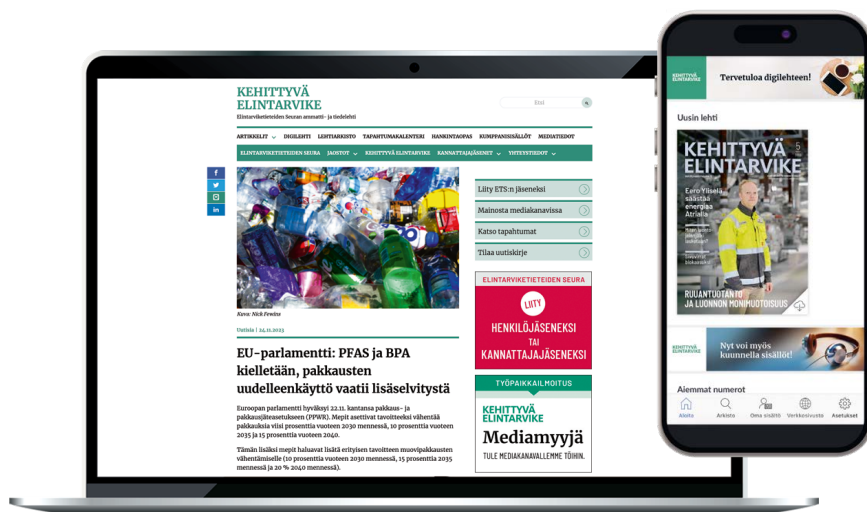 KEHITTYVÄ
ELINTARVIKE
Elintarviketieteiden Seuran ammatti- ja tiedelehti
Etsi
ARTIKKELIT DIGILEHTI LEHTIARKISTO TAPAHTUMAKALENTERI HANKINTAOPAS KUMPPANISISÄLLÖT MEDIATIEDOT
ELINTARVIKETIETEIDEN SEURA JAOSTOT KEHITTYVÄ ELINTARVIKE KANNATTAJAJÄSENET YHTEYSTIEDOT
Kuva: Nick Fewins
Uutisia | 24.11.2023
EU-parlamentti: PFAS ja BPA
kielletään, pakkausten
uudelleenkäyttö vaatii lisäselvitystä
Euroopan parlamentti hyväksyi 22.11. kantansa pakkaus- ja
pakkausjäteasetukseen (PPWR). Mepit asettivat tavoitteeksi vähentää
pakkauksia viisi prosenttia vuoteen 2030 mennessä, 10 prosenttia vuoteen
2035 ja 15 prosenttia vuoteen 2040.
Tämän lisäksi mepit haluavat lisätä erityisen tavoitteen muovipakkausten
vähentämiselle (10 prosenttia vuoteen 2030 mennessä, 15 prosenttia 2035
mennessä ja 20 % 2040 mennessä).
Liity ETS:n jäseneksi
Mainosta mediakanavissa
Katso tapahtumat
Tilaa uutiskirje
ELINTARVIKETIETEIDEN SEURA
LIITY
HENKILÖJÄSENEKSI
TAI
KANNATTAJAJÄSENEKSI
TYÖPAIKKAILMOITUS
KEHITTYVÄ
ELINTARVIKE
Mediamyyjä
TULE MEDIAKANAVALLEMME TÖIHIN.
KEHITTYVÄ
ELINTARVIKE
Tervetuloa digilehteen!
Uusin lehti
KEHITTYVÄ
ELINTARVIKE
5
Eero Yliselä
säästää
energiaa
Atrialla
RUUANTUOTANTO
JA LUONNON MONIMUOTOISUUS
KEHITTYVÄ
ELINTARVIKE
Nyt voi myös
kuunnella sisällöt!
Aiemmat numerot
Aloita Arkisto Oma sisältö Verkkosivusto Asetukset